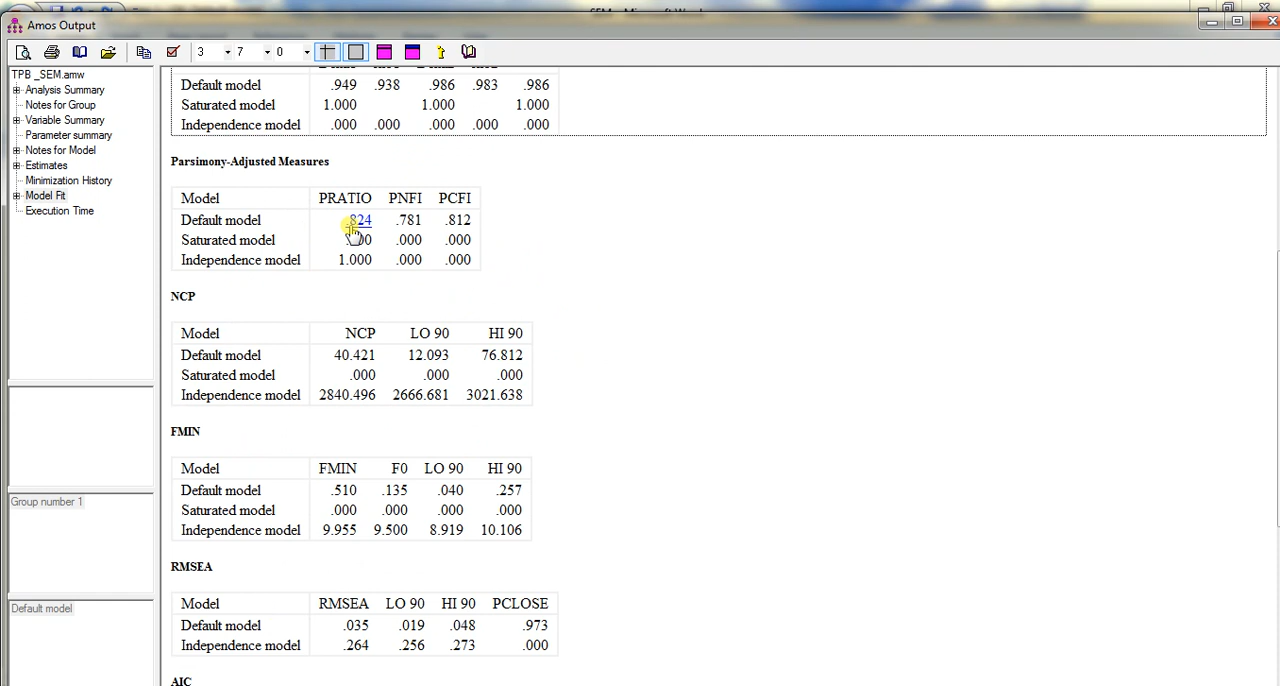 SEM - Microsoft Word
Amos Output
3 7 0
TPB _SEM.amw
Analysis Summary
Notes for Group
Variable Summary
Parameter summary
Notes for Model
Estimates
Minimization History
Model Fit
Execution Time
Group number 1
Default model
Default model .949 .938 .986 .983 .986
Saturated model 1.000 1.000 1.000
Independence model .000 .000 .000 .000 .000
Parsimony-Adjusted Measures
Model PRATIO PNFI PCFI
Default model .824 .781 .812
Saturated model .000 .000 .000
Independence model 1.000 .000 .000
NCP
Model NCP LO 90 HI 90
Default model 40.421 12.093 76.812
Saturated model .000 .000 .000
Independence model 2840.496 2666.681 3021.638
FMIN
Model FMIN F0 LO 90 HI 90
Default model .510 .135 .040 .257
Saturated model .000 .000 .000 .000
Independence model 9.955 9.500 8.919 10.106
RMSEA
Model RMSEA LO 90 HI 90 PCLOSE
Default model .035 .019 .048 .973
Independence model .264 .256 .273 .000
AIC